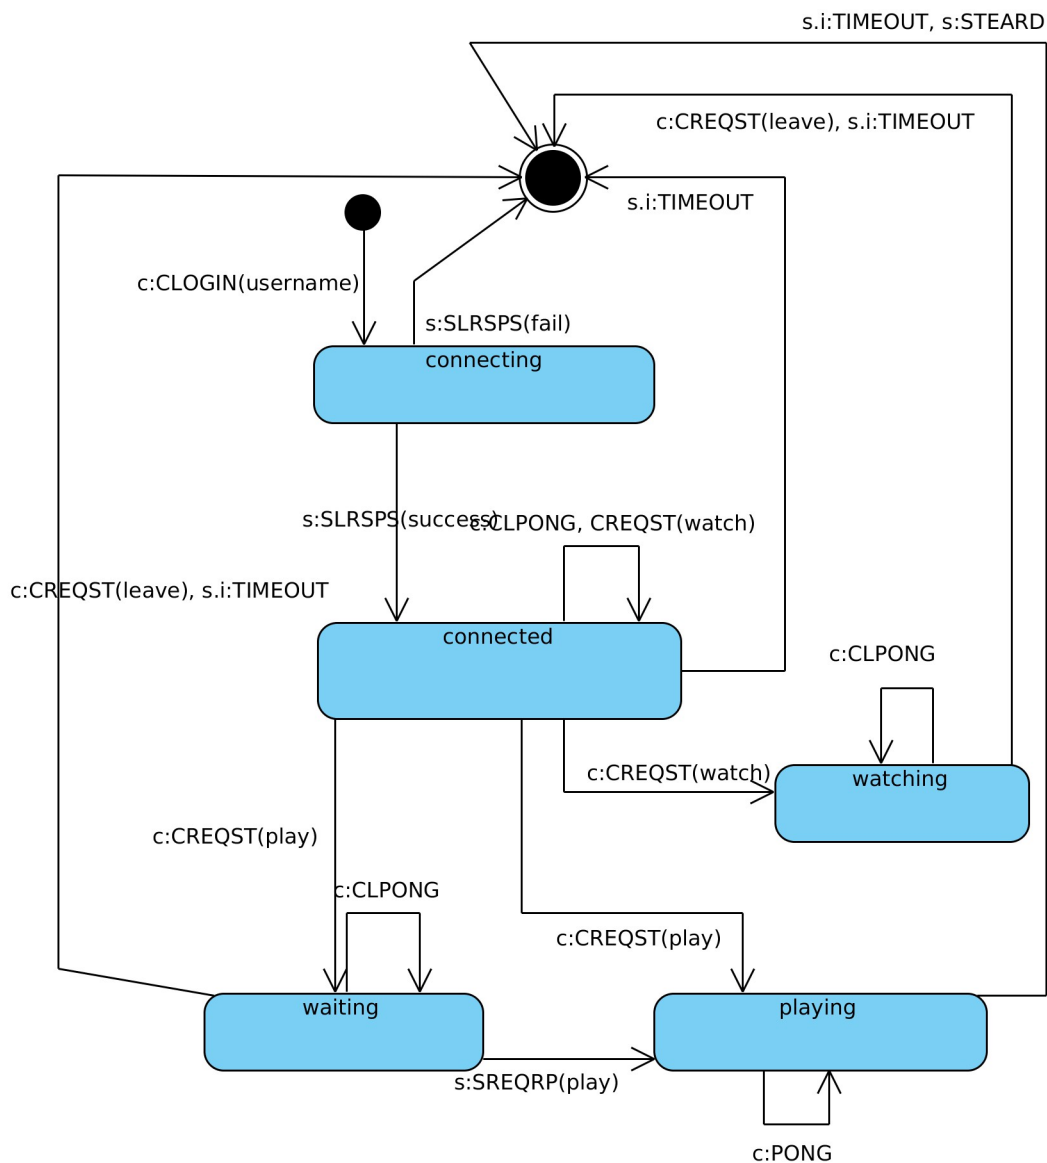 s.i:TIMEOUT, s:STEARD
c:CREQST(leave), s.i:TIMEOUT
s.i:TIMEOUT
c:CLOGIN(username)
s:SLRSPS(fail)
connecting
s:SLRSPS(success)
c:CLPONG, CREQST(watch)
c:CREQST(leave), s.i:TIMEOUT
connected
c:CLPONG
c:CREQST(watch)
watching
c:CREQST(play)
c:CLPONG
c:CREQST(play)
waiting
playing
s:SREQRP(play)
c:PONG